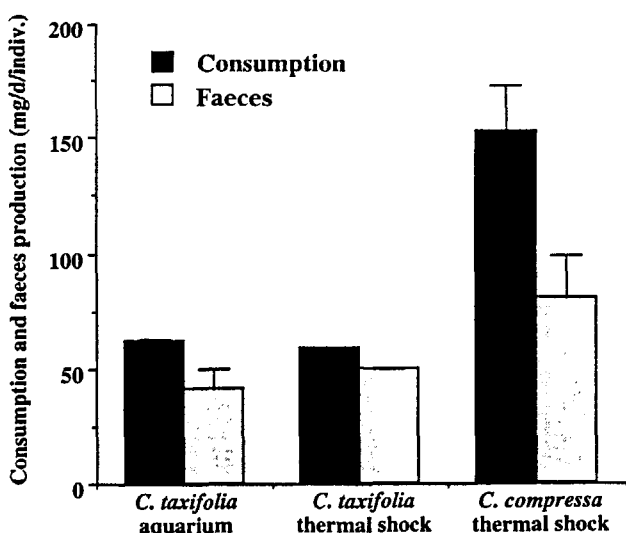 Consumption and faeces production (mg/d/indiv.)
200
150
100
50
0
Consumption
Faeces
C. taxifolia
aquarium
C. taxifolia
thermal shock
C. compressa
thermal shock